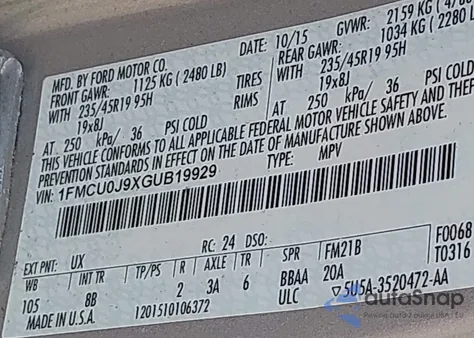 MFD. BY FORD MOTOR CO.
DATE: 10/15 GVWR: 2159 KG (4760
FRONT GAWR: 1125 KG (2480 LB) REAR GAWR: 1034 KG (2280 L
WITH 235/45R19 95H TIRES WITH 235/45R19 95H
19x8J RIMS 19x8J
AT 250 kPa/ 36 PSI COLD AT 250 kPa/ 36 PSI COLD
THIS VEHICLE CONFORMS TO ALL APPLICABLE FEDERAL MOTOR VEHICLE SAFETY AND THEF
PREVENTION STANDARDS IN EFFECT ON THE DATE OF MANUFACTURE SHOWN ABOVE.
VIN: 1FMCU0J9XGUB19929 TYPE: MPV
F0068
T0316
EXT PNT: UX RC: 24 DSO:
WB INT TR TP/PS R AXLE TR SPR FM21B
105 8B 2 3A 6 BBAA 20A
MADE IN U.S.A. 1201510106372 ULC ▽5U5A-3520472-AA
autoSnap